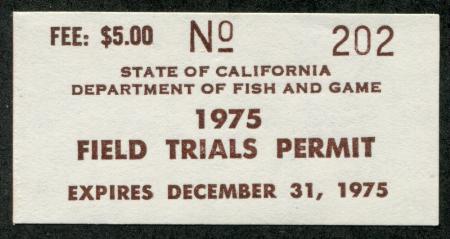 FEE: $5.00 No 202
STATE OF CALIFORNIA
DEPARTMENT OF FISH AND GAME
1975
FIELD TRIALS PERMIT
EXPIRES DECEMBER 31, 1975